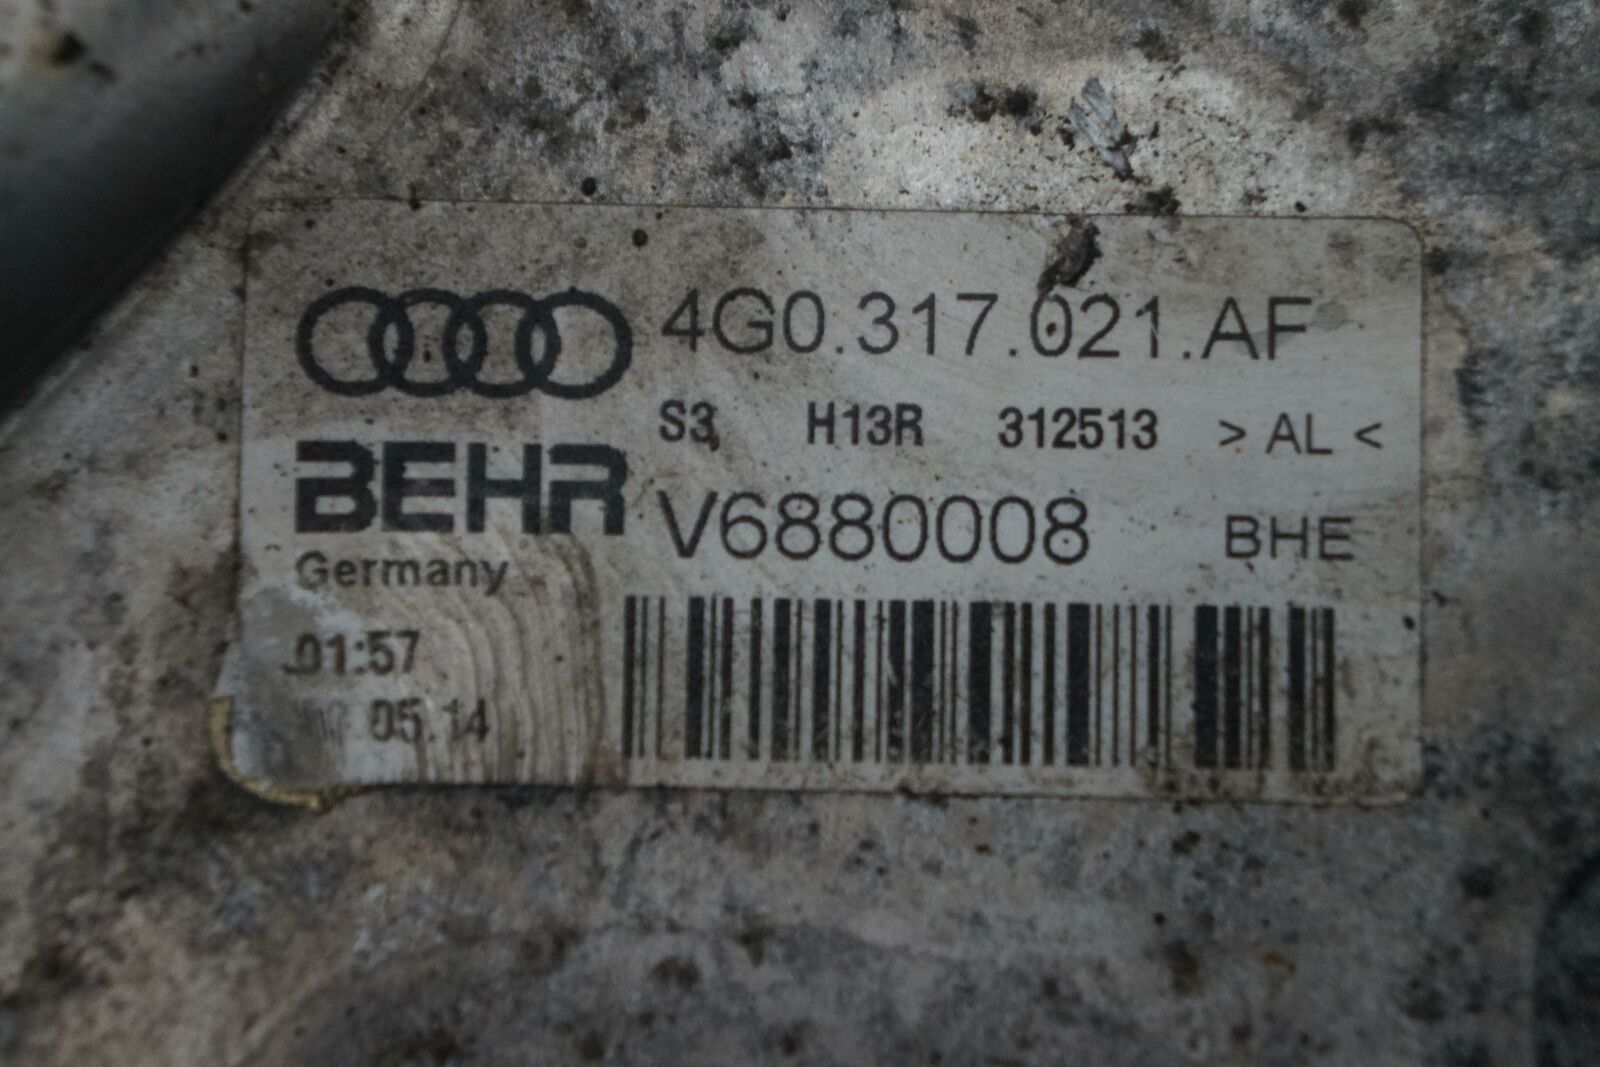 4G0.317.021.AF
S3 H13R 312513 >AL<
BEHR
V6880008 BHE
Germany
01:57
05.14